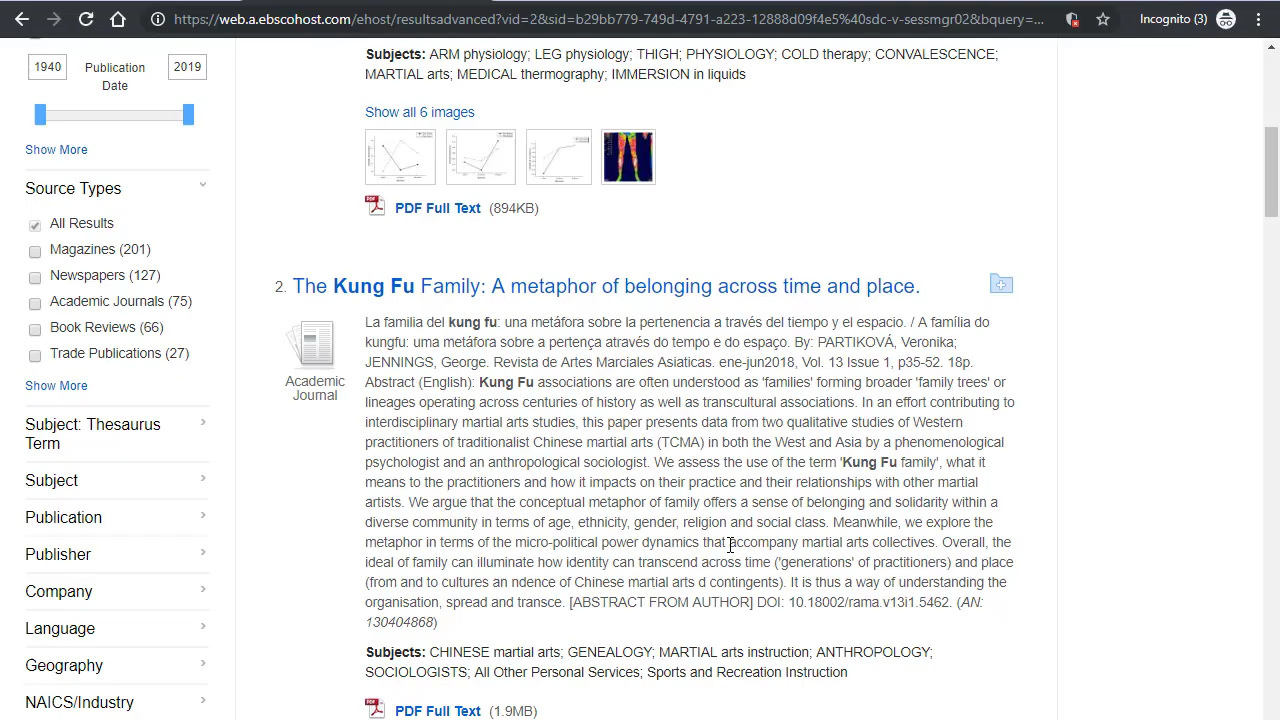 https://web.a.ebscohost.com/ehost/resultsadvanced?vid=2&sid=b29bb779-749d-4791-a223-12888d09f4e5%40sdc-v-sessmgr02&bquery=...
Incognito (3)
1940
Publication Date
2019
Show More
Source Types
All Results
Magazines (201)
Newspapers (127)
Academic Journals (75)
Book Reviews (66)
Trade Publications (27)
Show More
Subject: Thesaurus
Term
Subject
Publication
Publisher
Company
Language
Geography
NAICS/Industry
Subjects: ARM physiology; LEG physiology; THIGH; PHYSIOLOGY; COLD therapy; CONVALESCENCE;
MARTIAL arts; MEDICAL thermography; IMMERSION in liquids
Show all 6 images
PDF Full Text (894KB)
2. The Kung Fu Family: A metaphor of belonging across time and place.
Academic
Journal
La familia del kung fu: una metáfora sobre la pertenencia a través del tiempo y el espacio. / A família do
kungfu: uma metáfora sobre a pertença através do tempo e do espaço. By: PARTIKOVÁ, Veronika;
JENNINGS, George. Revista de Artes Marciales Asiaticas. ene-jun2018, Vol. 13 Issue 1, p35-52. 18p.
Abstract (English): Kung Fu associations are often understood as 'families' forming broader 'family trees' or
lineages operating across centuries of history as well as transcultural associations. In an effort contributing to
interdisciplinary martial arts studies, this paper presents data from two qualitative studies of Western
practitioners of traditionalist Chinese martial arts (TCMA) in both the West and Asia by a phenomenological
psychologist and an anthropological sociologist. We assess the use of the term 'Kung Fu family', what it
means to the practitioners and how it impacts on their practice and their relationships with other martial
artists. We argue that the conceptual metaphor of family offers a sense of belonging and solidarity within a
diverse community in terms of age, ethnicity, gender, religion and social class. Meanwhile, we explore the
metaphor in terms of the micro-political power dynamics that accompany martial arts collectives. Overall, the
ideal of family can illuminate how identity can transcend across time ('generations' of practitioners) and place
(from and to cultures an ndence of Chinese martial arts d contingents). It is thus a way of understanding the
organisation, spread and transce. [ABSTRACT FROM AUTHOR] DOI: 10.18002/rama.v13i1.5462. (AN:
130404868)
Subjects: CHINESE martial arts; GENEALOGY; MARTIAL arts instruction; ANTHROPOLOGY;
SOCIOLOGISTS; All Other Personal Services; Sports and Recreation Instruction
PDF Full Text (1.9MB)